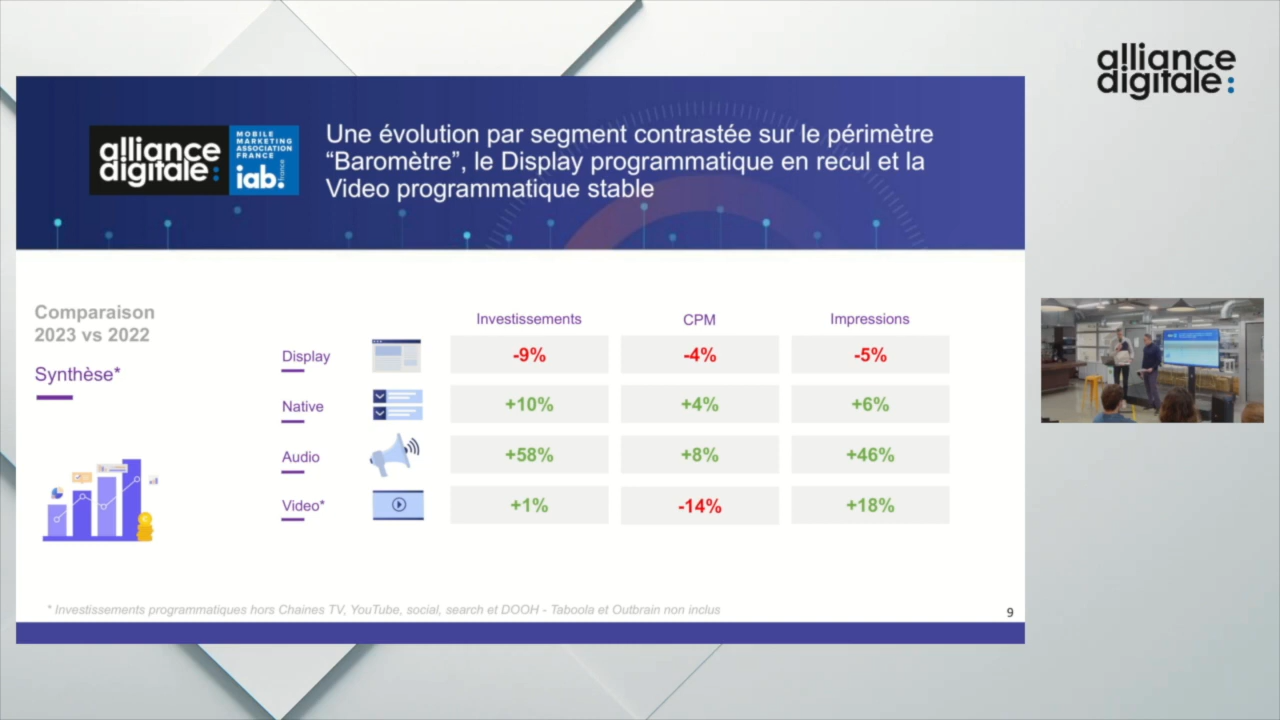 alliance
digitale:
alliance
digitale:
MOBILE
MARKETING
ASSOCIATION
FRANCE
iab.
france
Une évolution par segment contrastée sur le périmètre
“Baromètre”, le Display programmatique en recul et la
Video programmatique stable
Comparaison
2023 vs 2022
Synthèse*
Investissements CPM Impressions
Display -9% -4% -5%
Native +10% +4% +6%
Audio +58% +8% +46%
Video* +1% -14% +18%
* Investissements programmatiques hors Chaines TV, YouTube, social, search et DOOH - Taboola et Outbrain non inclus
9